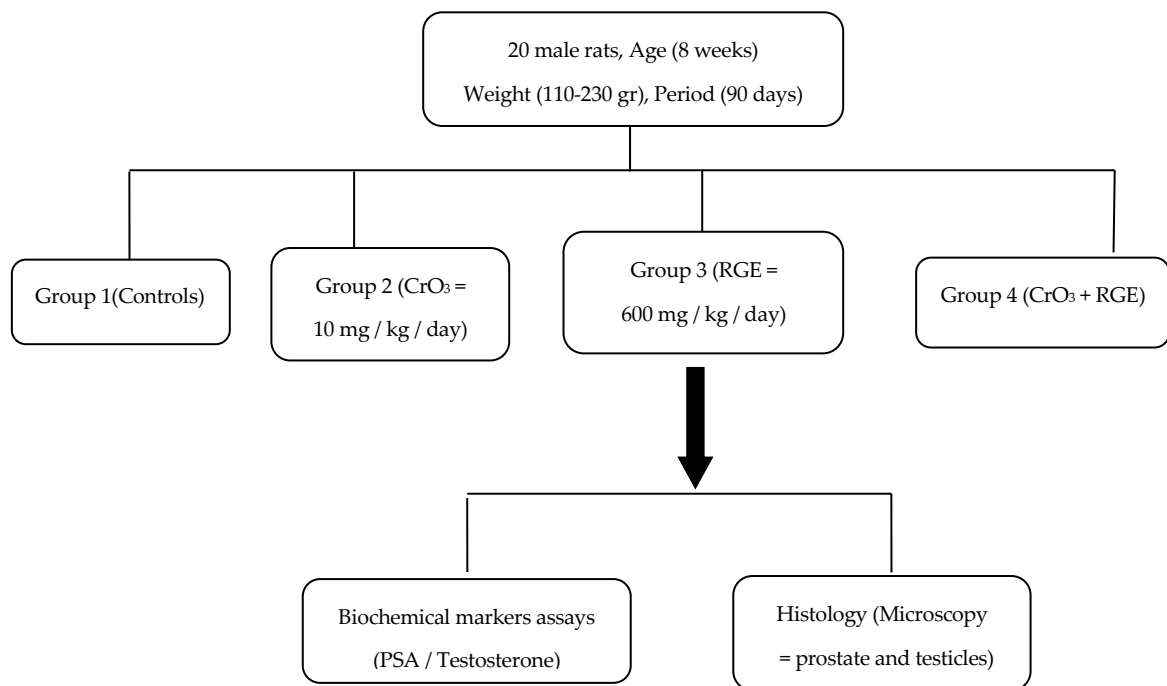 20 male rats, Age (8 weeks)
Weight (110-230 gr), Period (90 days)
Group 1(Controls)
Group 2 (CrO₃ =
10 mg / kg / day)
Group 3 (RGE =
600 mg / kg / day)
Group 4 (CrO₃ + RGE)
Biochemical markers assays
(PSA / Testosterone)
Histology (Microscopy
= prostate and testicles)